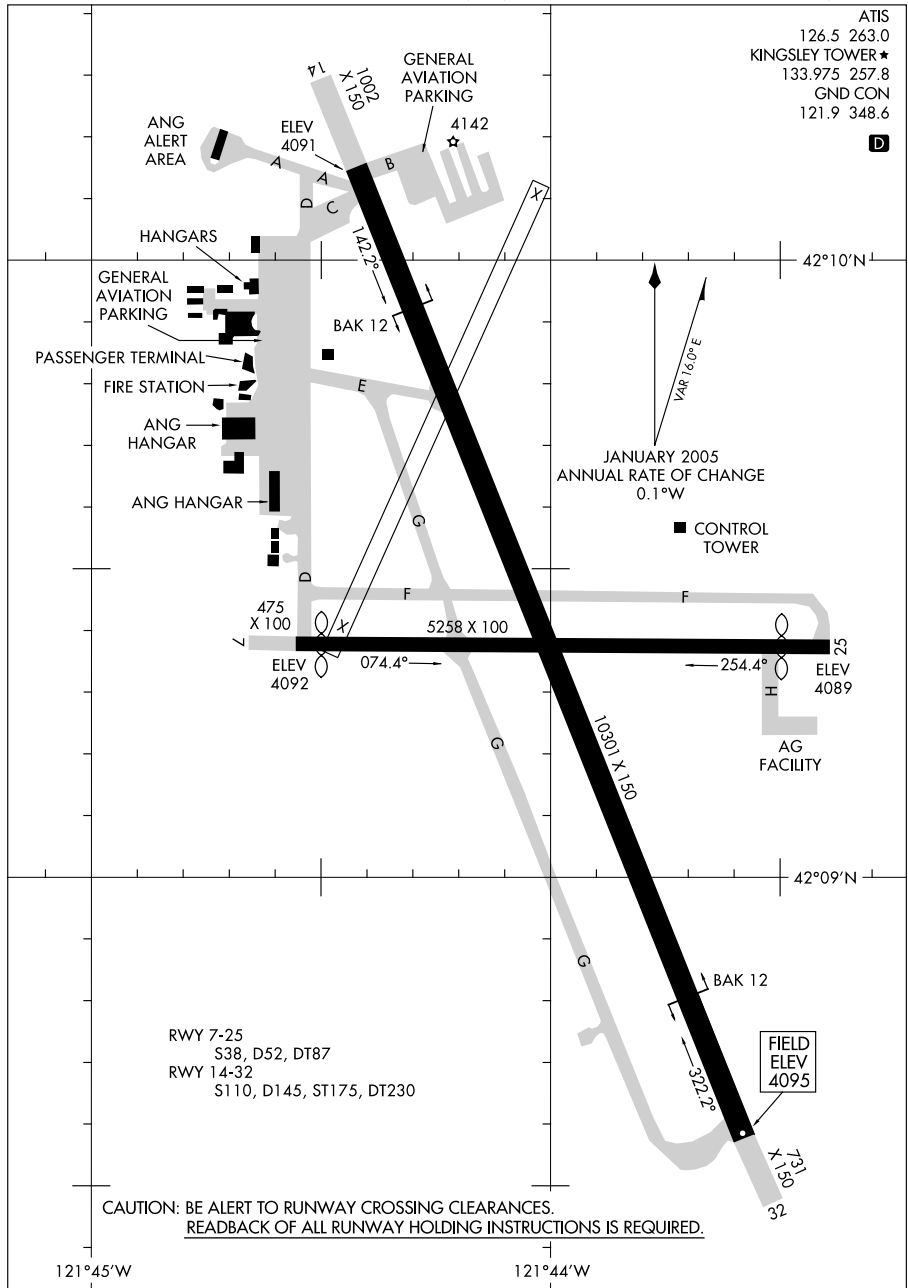 ATIS
126.5 263.0
KINGSLEY TOWER★
133.975 257.8
GND CON
121.9 348.6
D
14
1002
X 150
GENERAL
AVIATION
PARKING
4142
ANG
ALERT
AREA
ELEV
4091
A
A
B
C
D
X
142.2°
HANGARS
42°10'N
GENERAL
AVIATION
PARKING
BAK 12
PASSENGER TERMINAL
FIRE STATION
E
VAR 16.0° E
ANG
HANGAR
JANUARY 2005
ANNUAL RATE OF CHANGE
0.1°W
ANG HANGAR
G
CONTROL
TOWER
D
F
F
475
X 100
7
X
5258 X 100
25
ELEV
4092
074.4°
254.4°
ELEV
4089
H
G
10301 X 150
AG
FACILITY
42°09'N
G
BAK 12
RWY 7-25
S38, D52, DT87
RWY 14-32
S110, D145, ST175, DT230
FIELD
ELEV
4095
322.2°
731
X 150
32
CAUTION: BE ALERT TO RUNWAY CROSSING CLEARANCES.
READBACK OF ALL RUNWAY HOLDING INSTRUCTIONS IS REQUIRED.
121°45'W
121°44'W